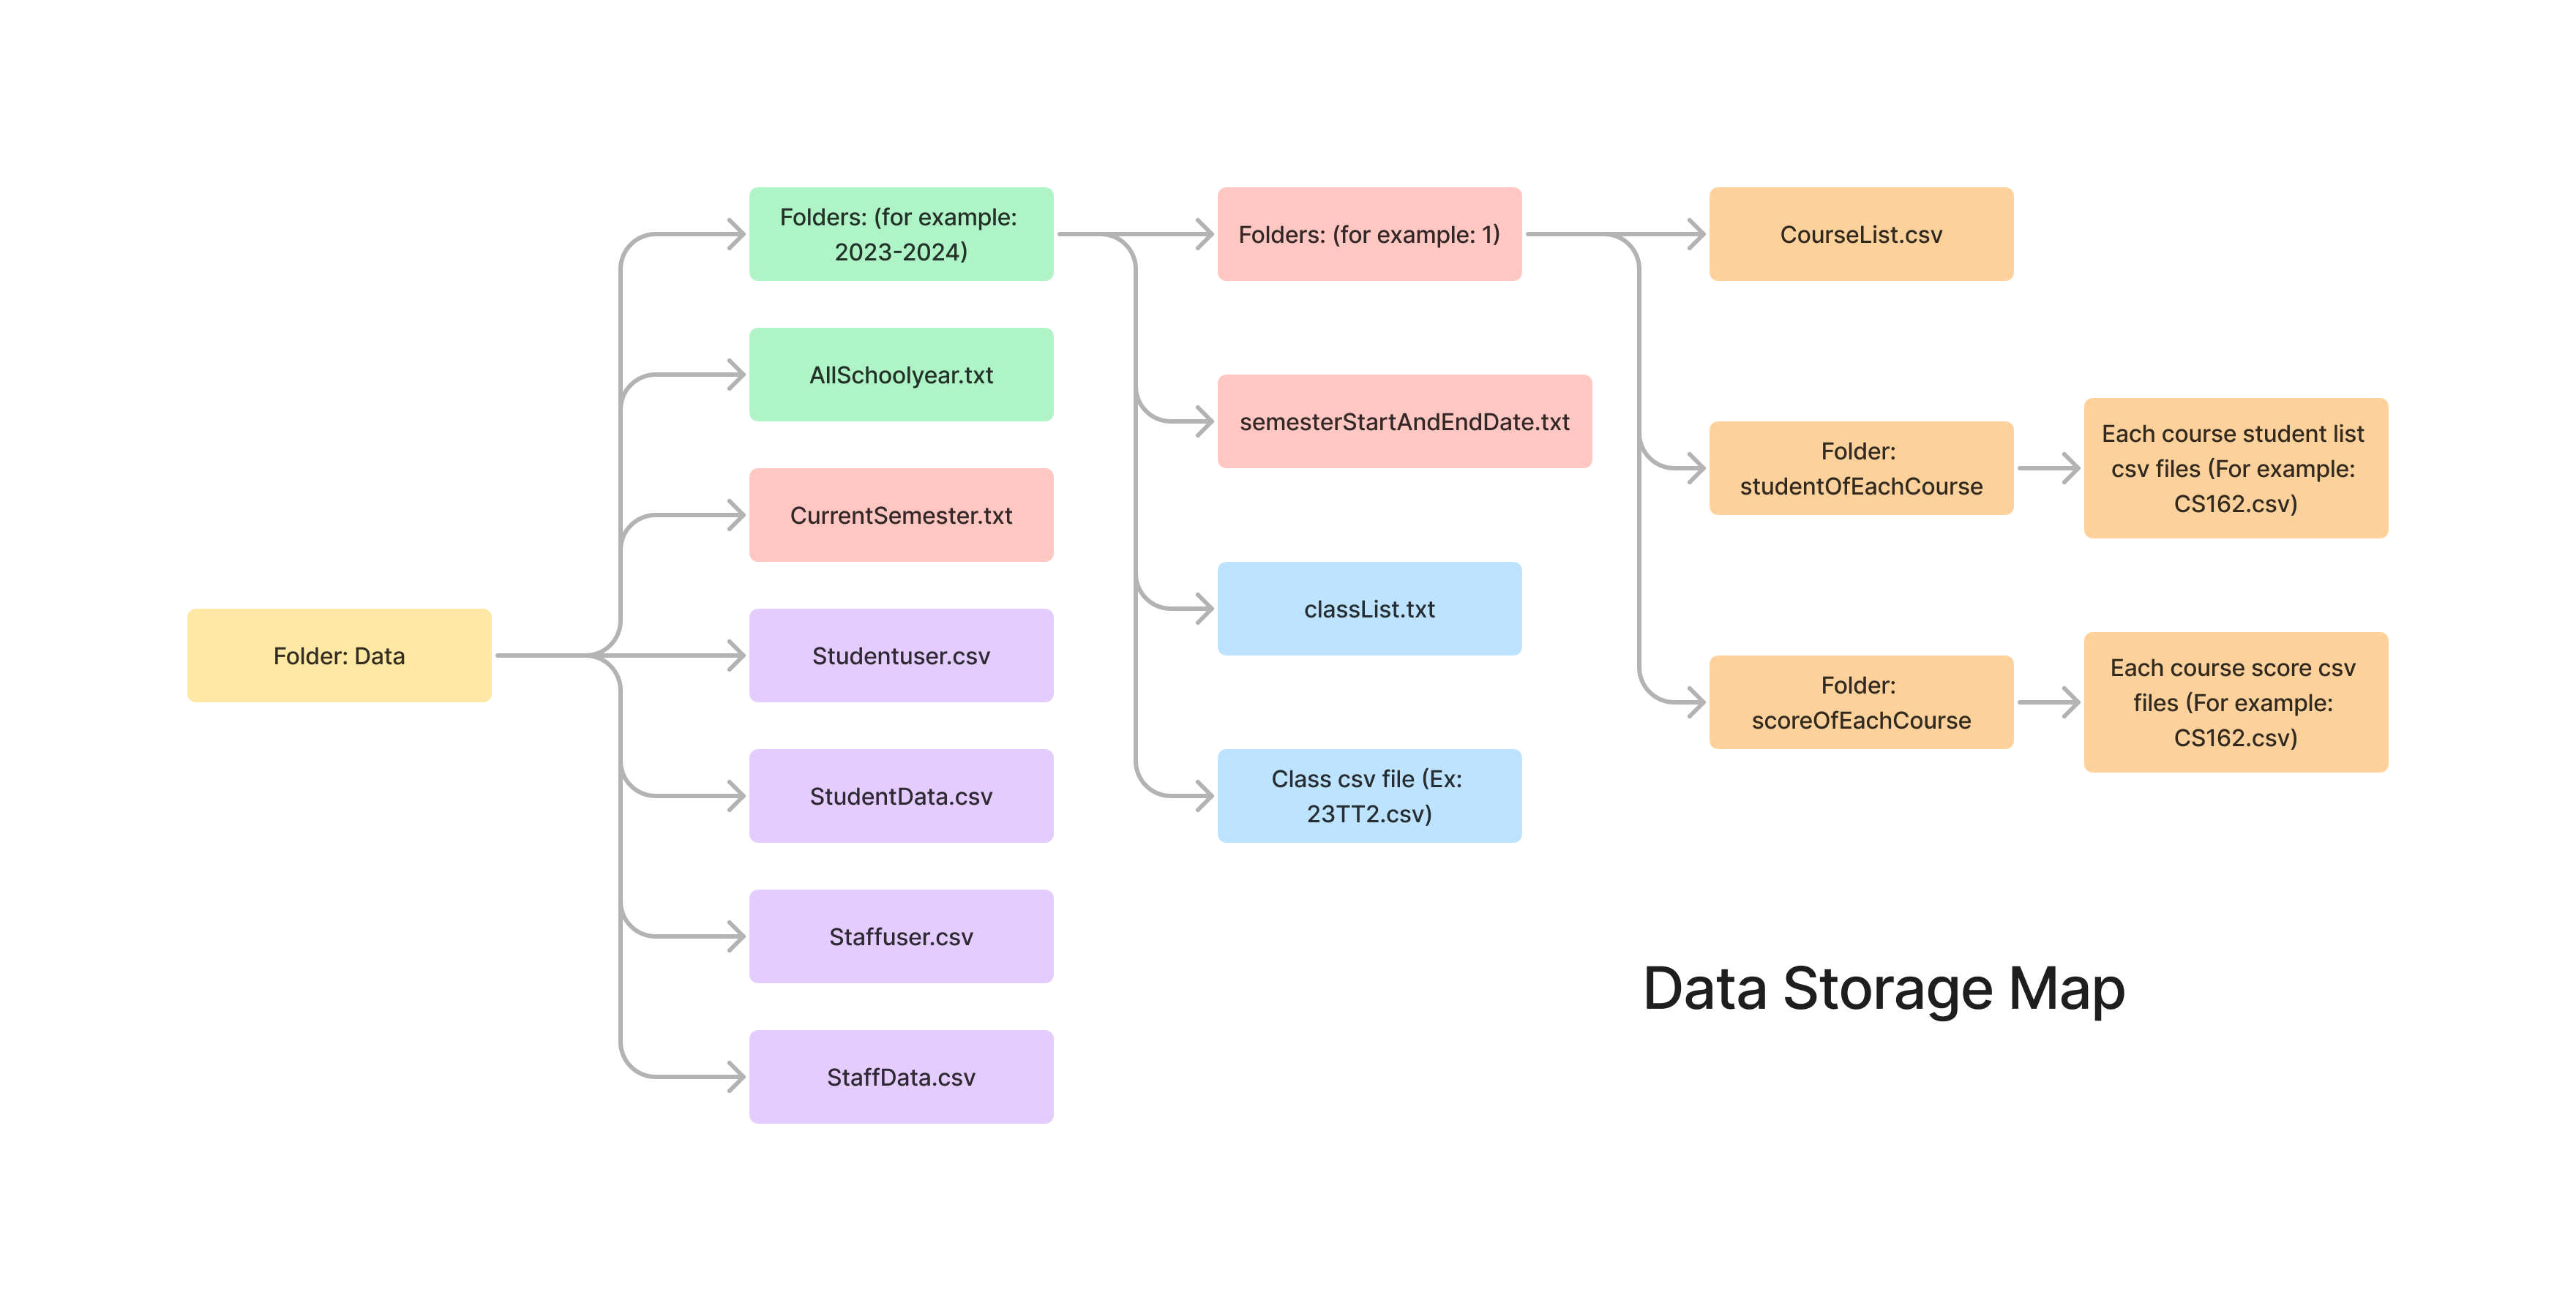 Folder: Data
Folders: (for example:
2023-2024)
AllSchoolyear.txt
CurrentSemester.txt
Studentuser.csv
StudentData.csv
Staffuser.csv
StaffData.csv
Folders: (for example: 1)
semesterStartAndEndDate.txt
classList.txt
Class csv file (Ex:
23TT2.csv)
CourseList.csv
Folder:
studentOfEachCourse
Folder:
scoreOfEachCourse
Each course student list
csv files (For example:
CS162.csv)
Each course score csv
files (For example:
CS162.csv)
Data Storage Map